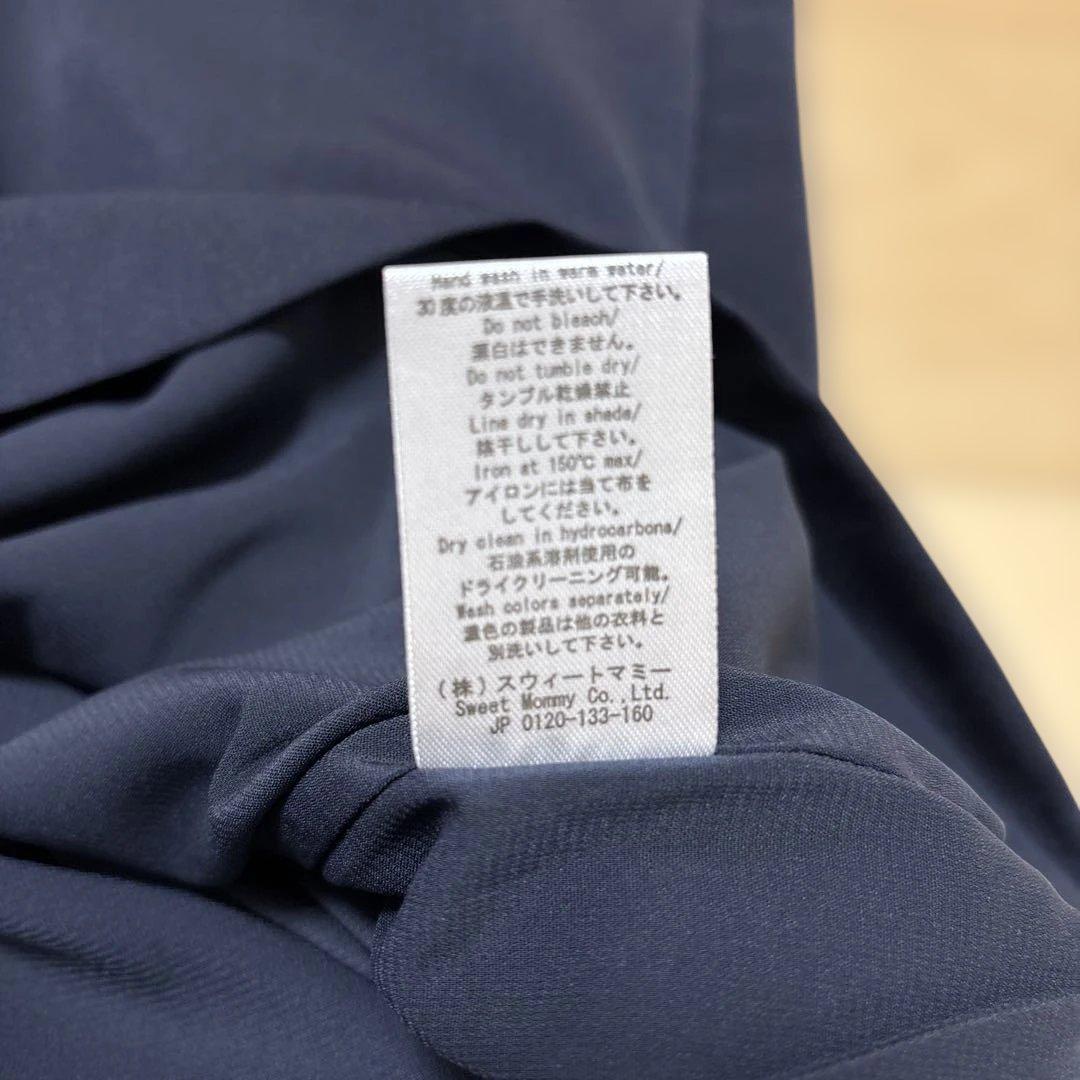 Hand wash in warm water/
30度の液温で手洗いして下さい。
Do not bleach/
漂白はできません。
Do not tumble dry/
タンブル乾燥禁止
Line dry in shade/
陰干しして下さい。
Iron at 150℃ max/
アイロンには当て布を
してください。
Dry clean in hydrocarbons/
石油系溶剤使用の
ドライクリーニング可能。
Wash colors separately/
濃色の製品は他の衣料と
別洗いして下さい。
(株)スウィートマミー
Sweet Mommy Co.,Ltd.
JP 0120-133-160